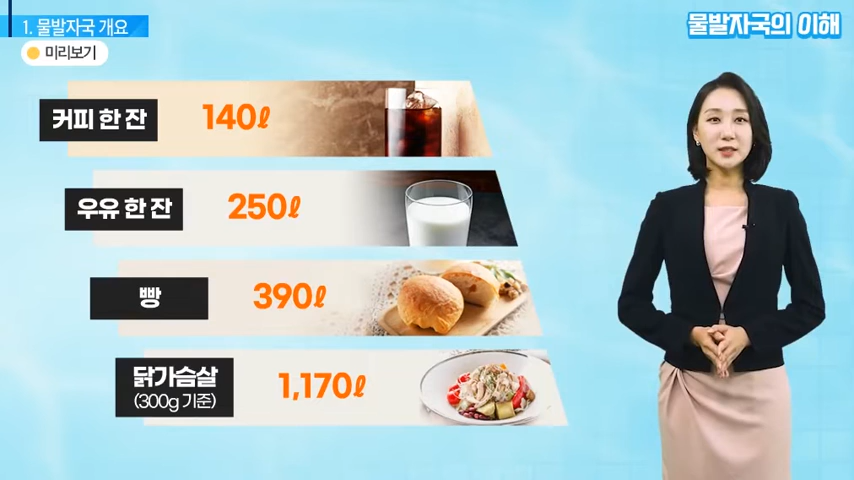 1. 물발자국 개요
물발자국의 이해
미리보기
커피 한 잔 140ℓ
우유 한 잔 250ℓ
빵 390ℓ
닭가슴살 1,170ℓ
(300g 기준)